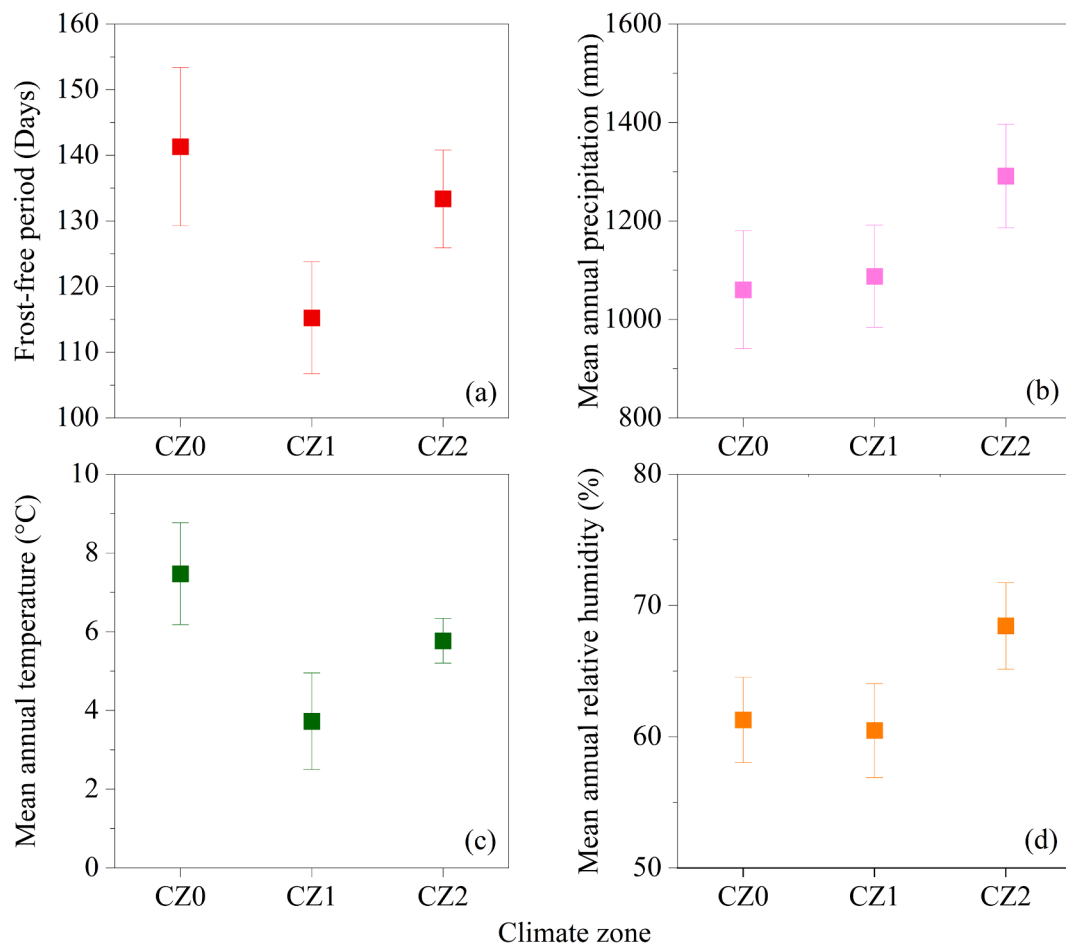 Frost-free period (Days)
160
150
140
130
120
110
100
CZ0 CZ1 CZ2
(a)
Mean annual precipitation (mm)
1600
1400
1200
1000
800
CZ0 CZ1 CZ2
(b)
Mean annual temperature (°C)
10
8
6
4
2
0
CZ0 CZ1 CZ2
(c)
Mean annual relative humidity (%)
80
70
60
50
CZ0 CZ1 CZ2
(d)
Climate zone